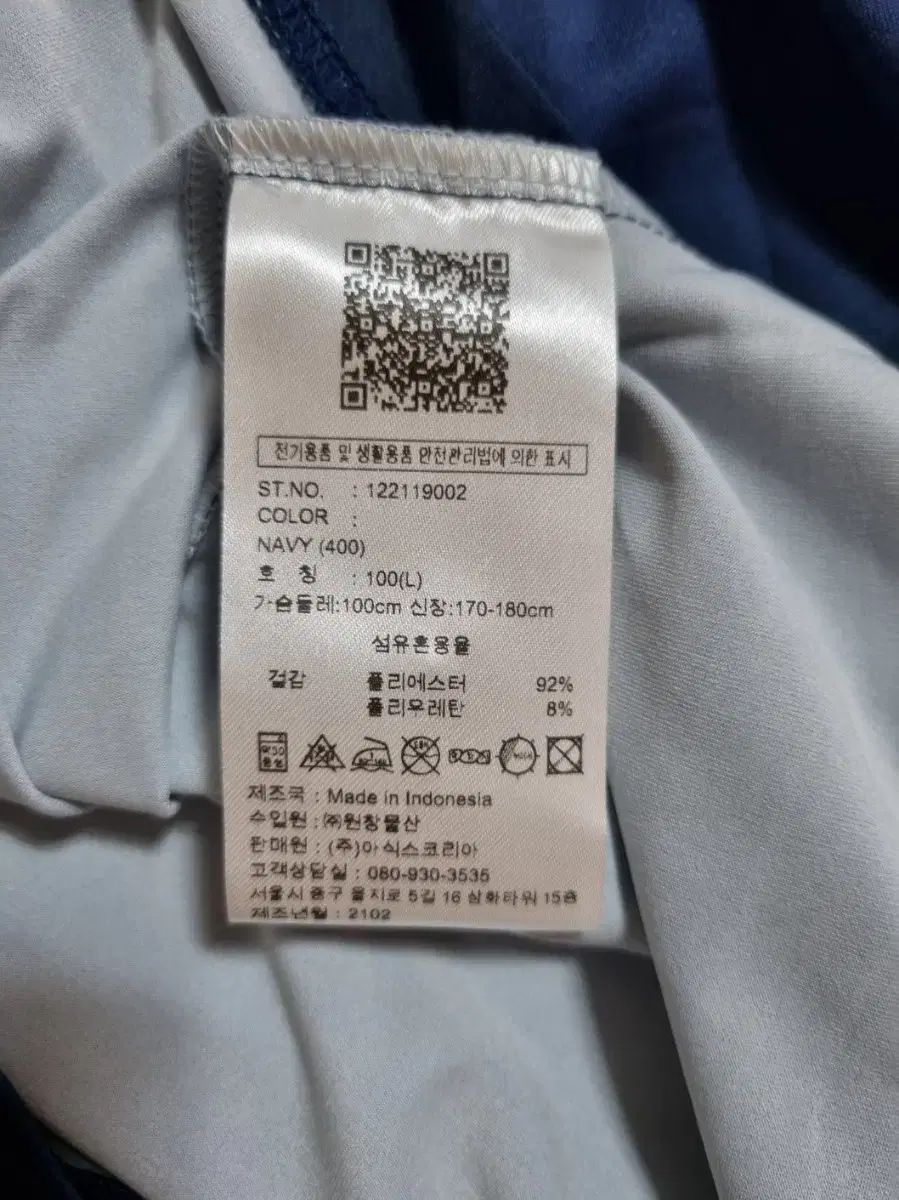 전기용품 및 생활용품 안전관리법에 의한 표시
ST.NO. : 122119002
COLOR :
NAVY (400)
호 칭 : 100(L)
가슴둘레:100cm 신장:170-180cm
섬유혼용율
겉감 폴리에스터 92%
폴리우레탄 8%
제조국 : Made in Indonesia
수입원 : ㈜원창물산
판매원 : (주)아식스코리아
고객상담실 : 080-930-3535
서울시 중구 을지로 5길 16 삼화타워 15층
제조년월 : 2102